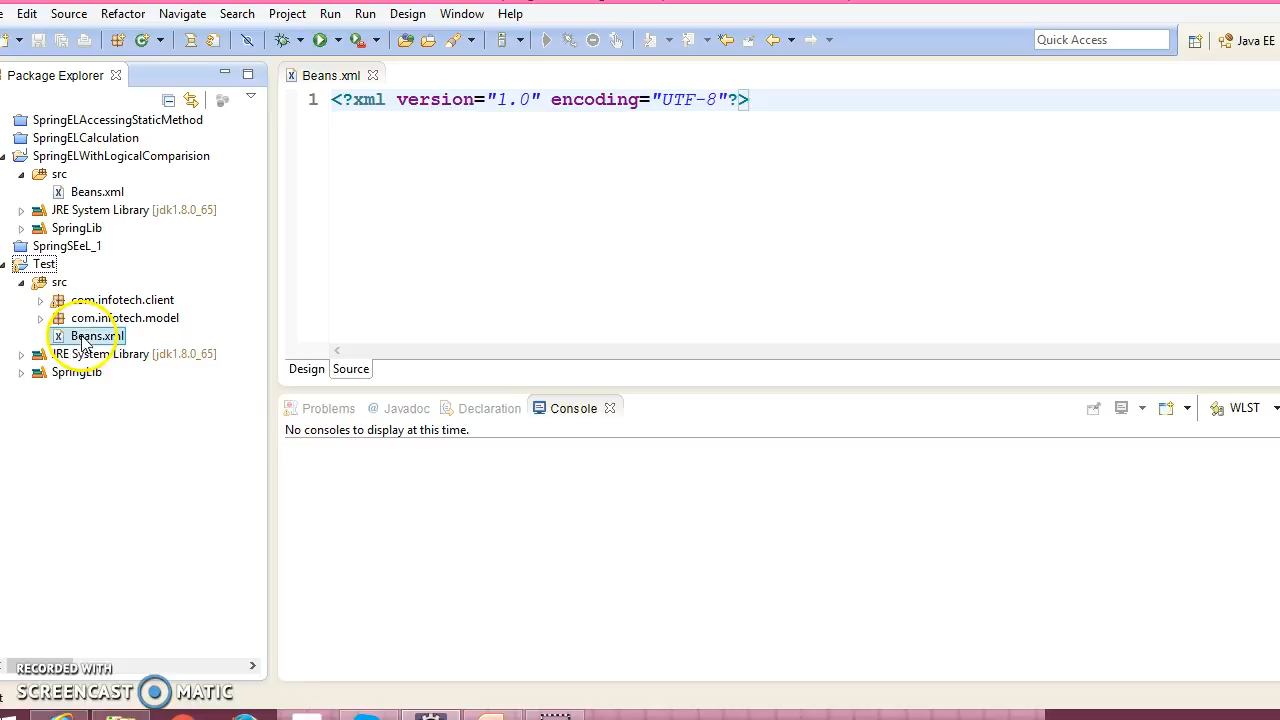 Edit Source Refactor Navigate Search Project Run Run Design Window Help
Quick Access
Java EE
Package Explorer
SpringELAccessingStaticMethod
SpringELCalculation
SpringELWithLogicalComparision
src
Beans.xml
JRE System Library [jdk1.8.0_65]
SpringLib
SpringSEeL_1
Test
src
com.infotech.client
com.infotech.model
Beans.xml
JRE System Library [jdk1.8.0_65]
SpringLib
Beans.xml
1 <?xml version="1.0" encoding="UTF-8"?>
Design Source
Problems @ Javadoc Declaration Console
WLST
No consoles to display at this time.
RECORDED WITH
SCREENCAST MATIC